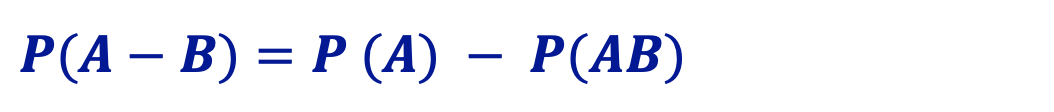 P(A − B) = P (A) − P(AB)